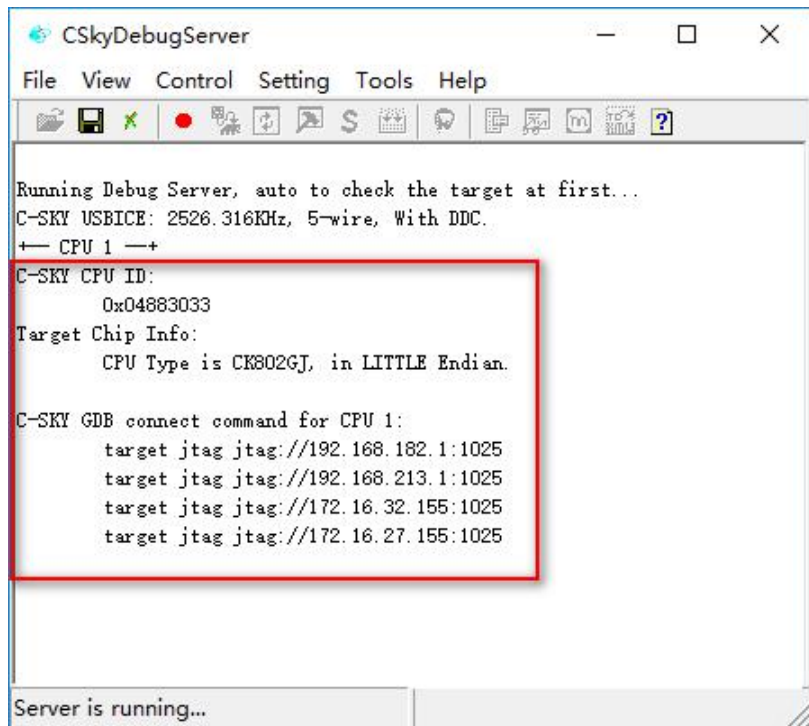 CSkyDebugServer
File View Control Setting Tools Help
Running Debug Server, auto to check the target at first...
C-SKY USBICE: 2526.316KHz, 5-wire, With DDC.
+-- CPU 1 --+
C-SKY CPU ID:
0x04883033
Target Chip Info:
CPU Type is CK802GJ, in LITTLE Endian.
C-SKY GDB connect command for CPU 1:
target jtag jtag://192.168.182.1:1025
target jtag jtag://192.168.213.1:1025
target jtag jtag://172.16.32.155:1025
target jtag jtag://172.16.27.155:1025
Server is running...